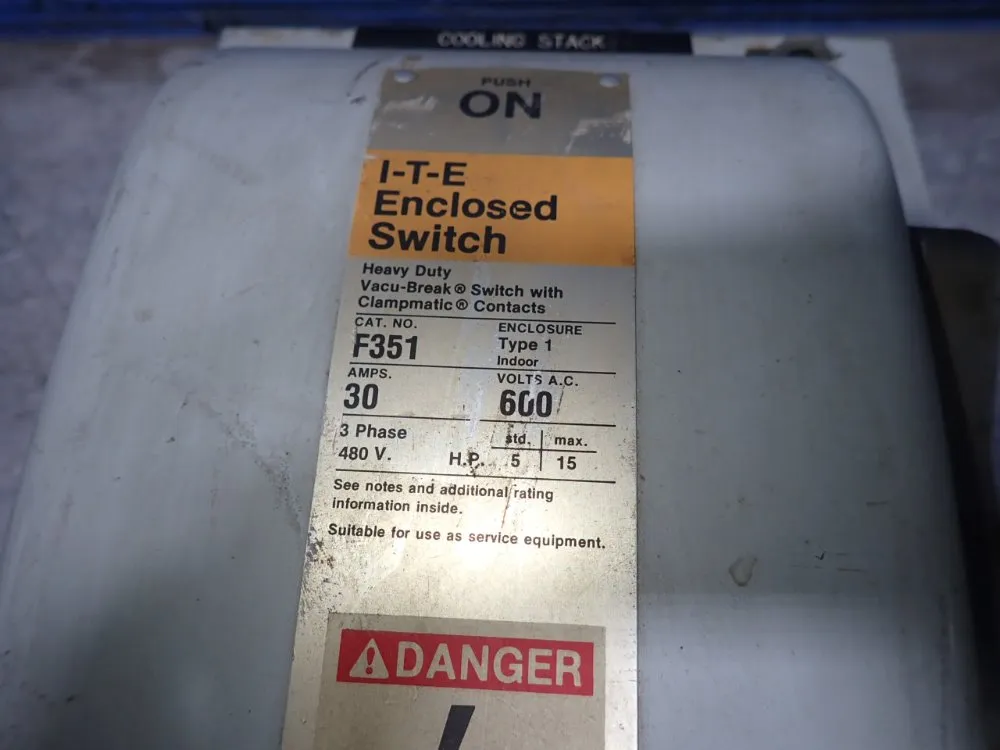 COOLING STACK
PUSH
ON
I-T-E
Enclosed
Switch
Heavy Duty
Vacu-Break® Switch with
Clampmatic® Contacts
CAT. NO.
F351
ENCLOSURE
Type 1
Indoor
AMPS.
30
VOLTS A.C.
600
3 Phase
480 V.
H.P.
std. max.
5 15
See notes and additional rating
information inside.
Suitable for use as service equipment.
DANGER